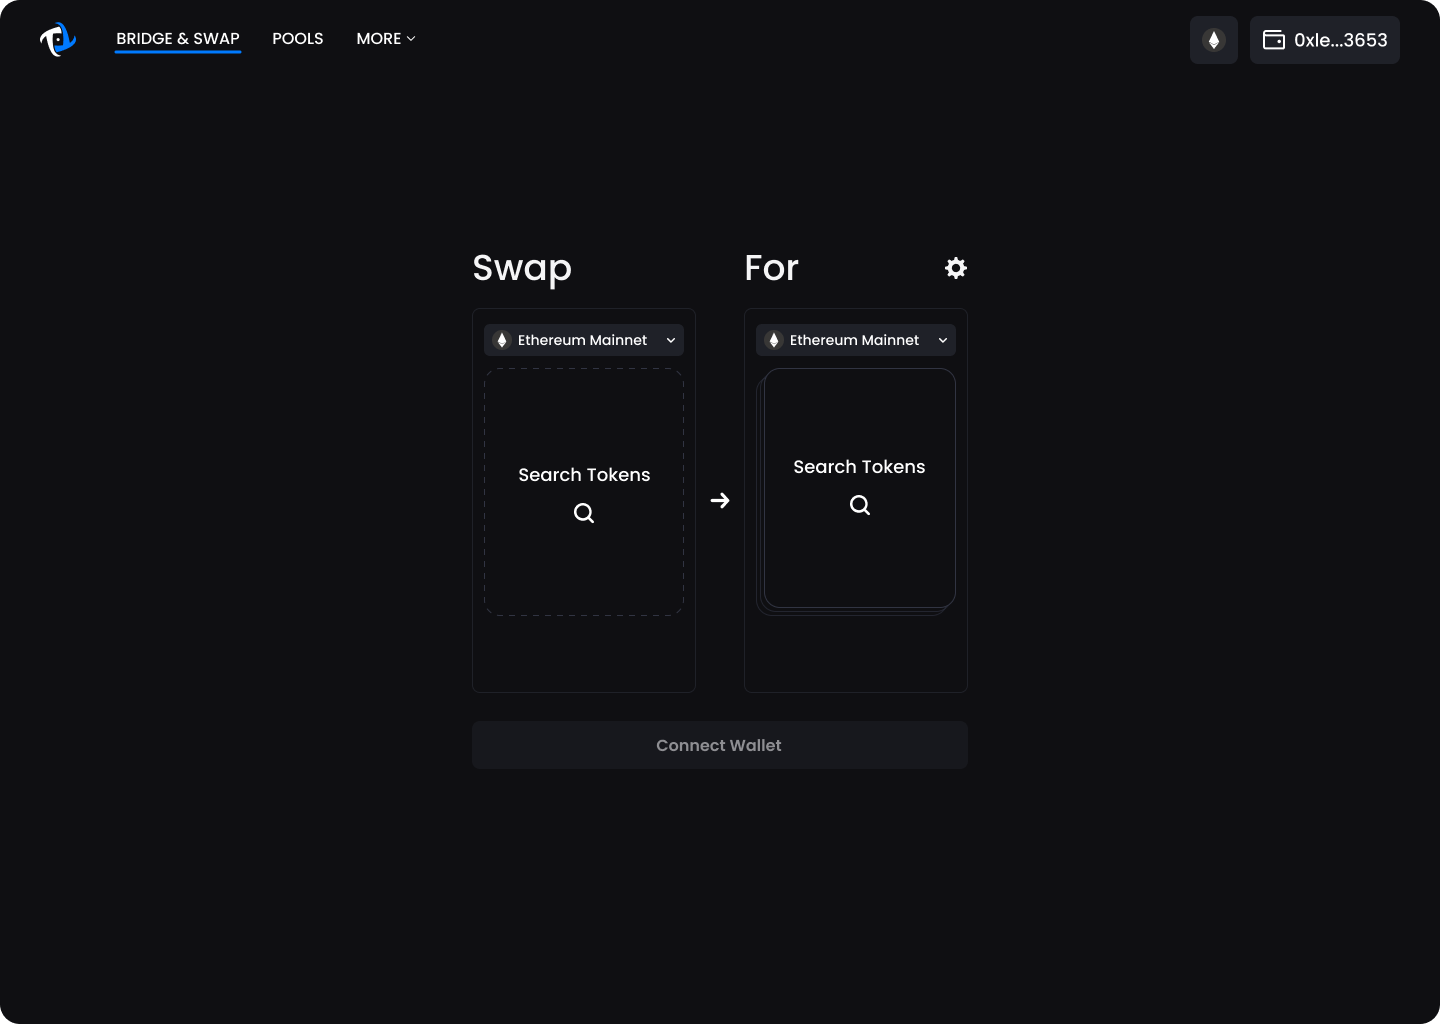 BRIDGE & SWAP
POOLS
MORE
0xle...3653
Swap
For
Ethereum Mainnet
Ethereum Mainnet
Search Tokens
Search Tokens
Connect Wallet